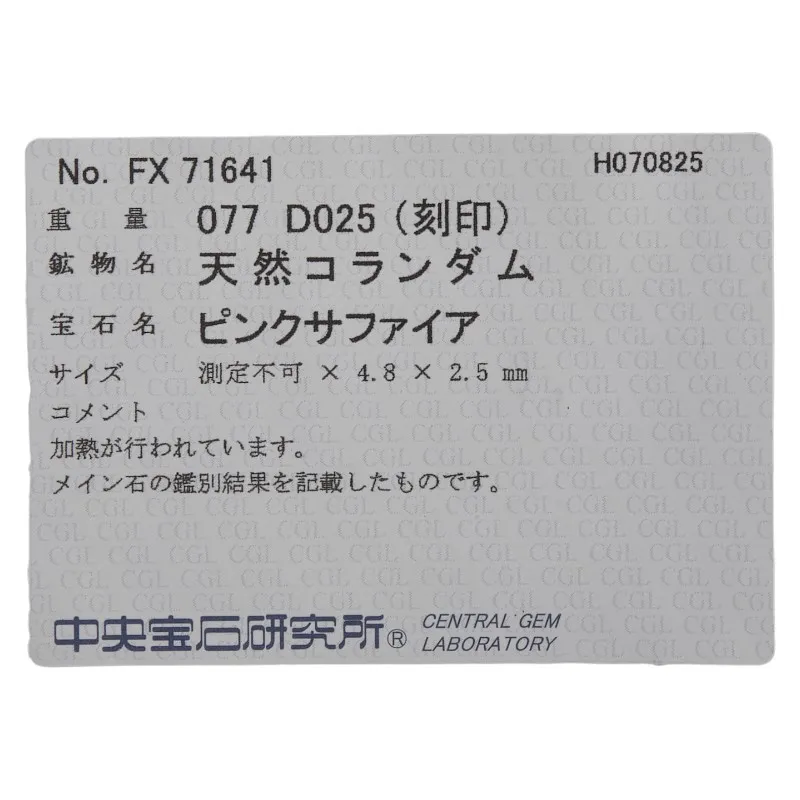 No. FX 71641 H070825
重量 077 D025 (刻印)
鉱物名 天然コランダム
宝石名 ピンクサファイア
サイズ 測定不可 × 4.8 × 2.5 mm
コメント
加熱が行われています。
メイン石の鑑別結果を記載したものです。
中央宝石研究所® CENTRAL GEM
LABORATORY